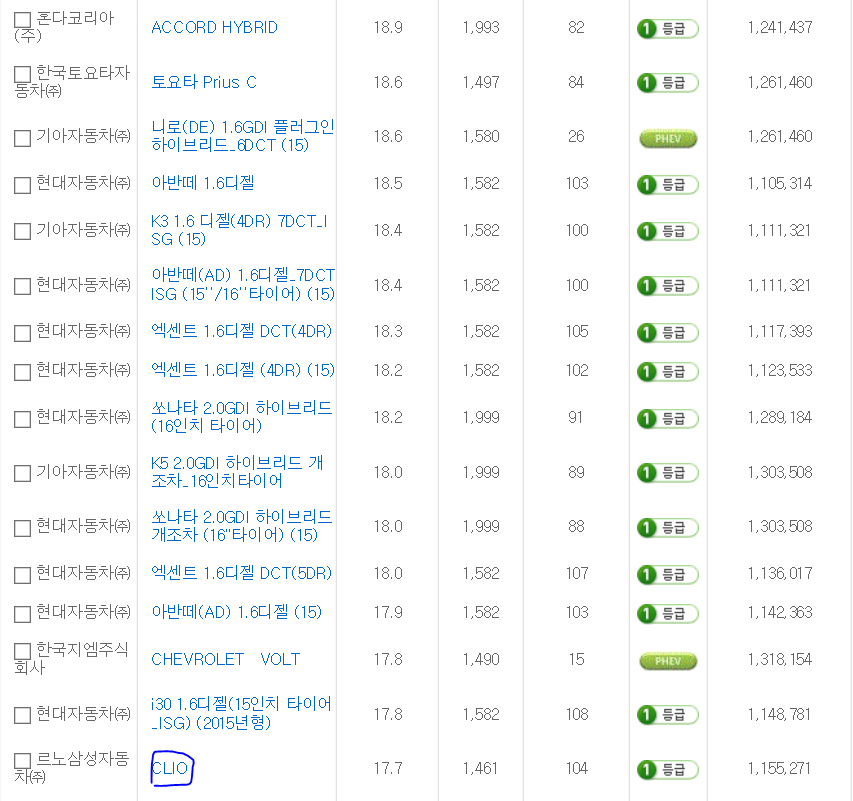 혼다코리아(주) ACCORD HYBRID 18.9 1,993 82 1등급 1,241,437
한국토요타자동차㈜ 토요타 Prius C 18.6 1,497 84 1등급 1,261,460
기아자동차㈜ 니로(DE) 1.6GDI 플러그인 하이브리드_6DCT (15) 18.6 1,580 26 PHEV 1,261,460
현대자동차㈜ 아반떼 1.6디젤 18.5 1,582 103 1등급 1,105,314
기아자동차㈜ K3 1.6 디젤(4DR) 7DCT_ISG (15) 18.4 1,582 100 1등급 1,111,321
현대자동차㈜ 아반떼(AD) 1.6디젤_7DCT ISG (15''/16''타이어) (15) 18.4 1,582 100 1등급 1,111,321
현대자동차㈜ 엑센트 1.6디젤 DCT(4DR) 18.3 1,582 105 1등급 1,117,393
현대자동차㈜ 엑센트 1.6디젤 (4DR) (15) 18.2 1,582 102 1등급 1,123,533
현대자동차㈜ 쏘나타 2.0GDI 하이브리드 (16인치 타이어) 18.2 1,999 91 1등급 1,289,184
기아자동차㈜ K5 2.0GDI 하이브리드 개조차_16인치타이어 18.0 1,999 89 1등급 1,303,508
현대자동차㈜ 쏘나타 2.0GDI 하이브리드 개조차 (16"타이어) (15) 18.0 1,999 88 1등급 1,303,508
현대자동차㈜ 엑센트 1.6디젤 DCT(5DR) 18.0 1,582 107 1등급 1,136,017
현대자동차㈜ 아반떼(AD) 1.6디젤 (15) 17.9 1,582 103 1등급 1,142,363
한국지엠주식회사 CHEVROLET VOLT 17.8 1,490 15 PHEV 1,318,154
현대자동차㈜ i30 1.6디젤(15인치 타이어_ISG) (2015년형) 17.8 1,582 108 1등급 1,148,781
르노삼성자동차㈜ CLIO 17.7 1,461 104 1등급 1,155,271